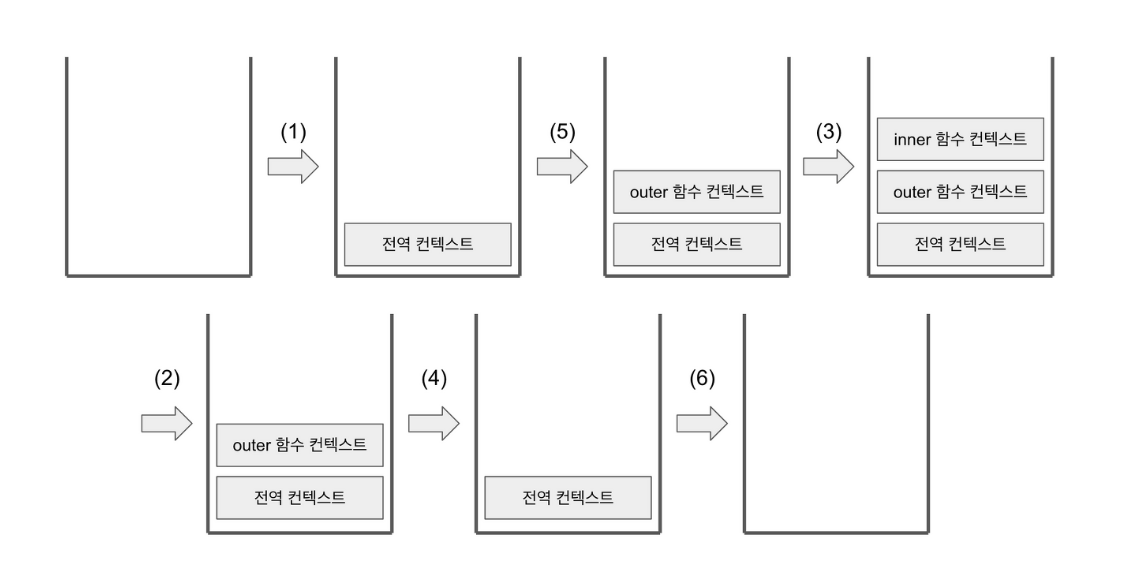 (1)
전역 컨텍스트
(5)
outer 함수 컨텍스트
전역 컨텍스트
(3)
inner 함수 컨텍스트
outer 함수 컨텍스트
전역 컨텍스트
(2)
outer 함수 컨텍스트
전역 컨텍스트
(4)
전역 컨텍스트
(6)